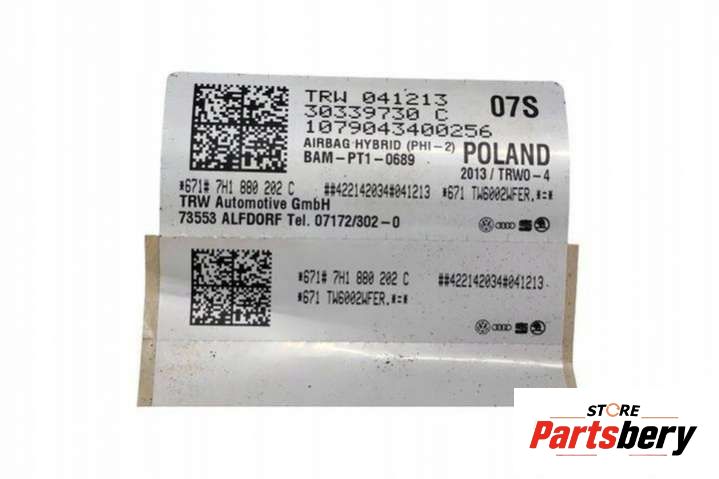 TRW 041213
30339730 C
1079043400256
07S
AIRBAG HYBRID (PHI-2)
BAM-PT1-0689
POLAND
2013 / TRW0-4
*671# 7H1 880 202 C ##422142034#041213 *671 TW6002WFER.*=*
TRW Automotive GmbH
73553 ALFDORF Tel. 07172/302-0
*671# 7H1 880 202 C ##422142034#041213
*671 TW6002WFER.*=*
STORE
Partsbery